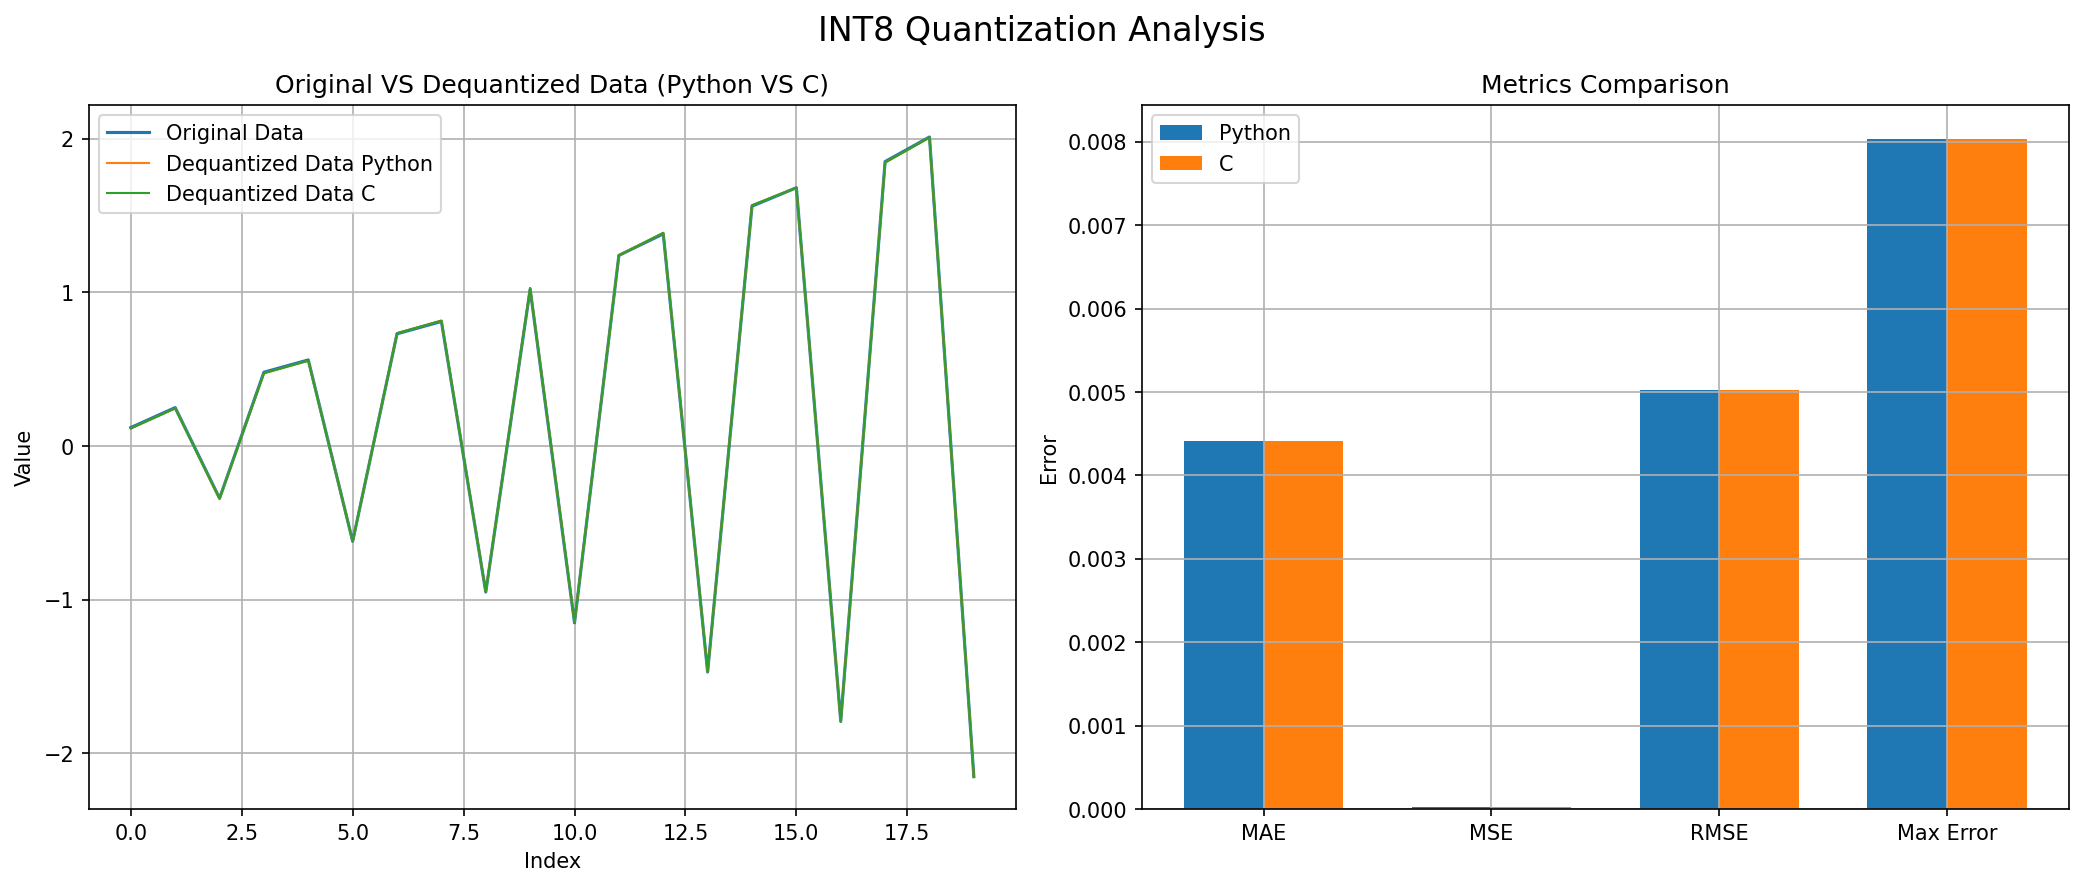 INT8 Quantization Analysis
Original VS Dequantized Data (Python VS C)
Original Data
Dequantized Data Python
Dequantized Data C
2
1
0
−1
−2
Value
0.0 2.5 5.0 7.5 10.0 12.5 15.0 17.5
Index
Metrics Comparison
Python
C
0.008
0.007
0.006
0.005
0.004
0.003
0.002
0.001
0.000
Error
MAE MSE RMSE Max Error